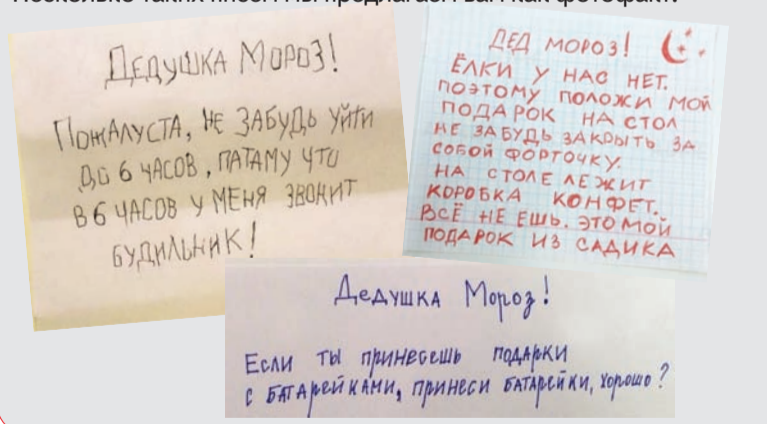 Несколько таких писем мы предлагаем вам как фотофакт.
ДЕДУШКА МОРОЗ!
ПОЖАЛУСТА, НЕ ЗАБУДЬ УЙТИ
ДО 6 ЧАСОВ, ПАТАМУ ЧТО
В 6 ЧАСОВ У МЕНЯ ЗВОНИТ
БУДИЛЬНИК!
ДЕД МОРОЗ!
ЁЛКИ У НАС НЕТ.
ПОЭТОМУ ПОЛОЖИ МОЙ
ПОДАРОК НА СТОЛ
НЕ ЗАБУДЬ ЗАКРЫТЬ ЗА
СОБОЙ ФОРТОЧКУ.
НА СТОЛЕ ЛЕЖИТ
КОРОБКА КОНФЕТ.
ВСЁ НЕ ЕШЬ. ЭТО МОЙ
ПОДАРОК ИЗ САДИКА
Дедушка Мороз!
Если ты принесешь подарки
с батарейками, принеси батарейки, хорошо?